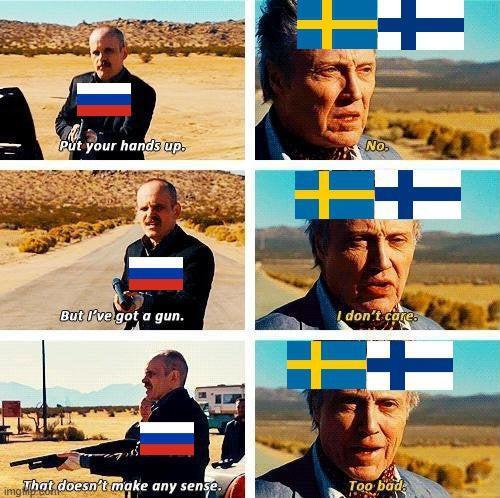 Put your hands up.
No.
But I've got a gun.
I don't care.
That doesn't make any sense.
Too bad.
imgflip.com